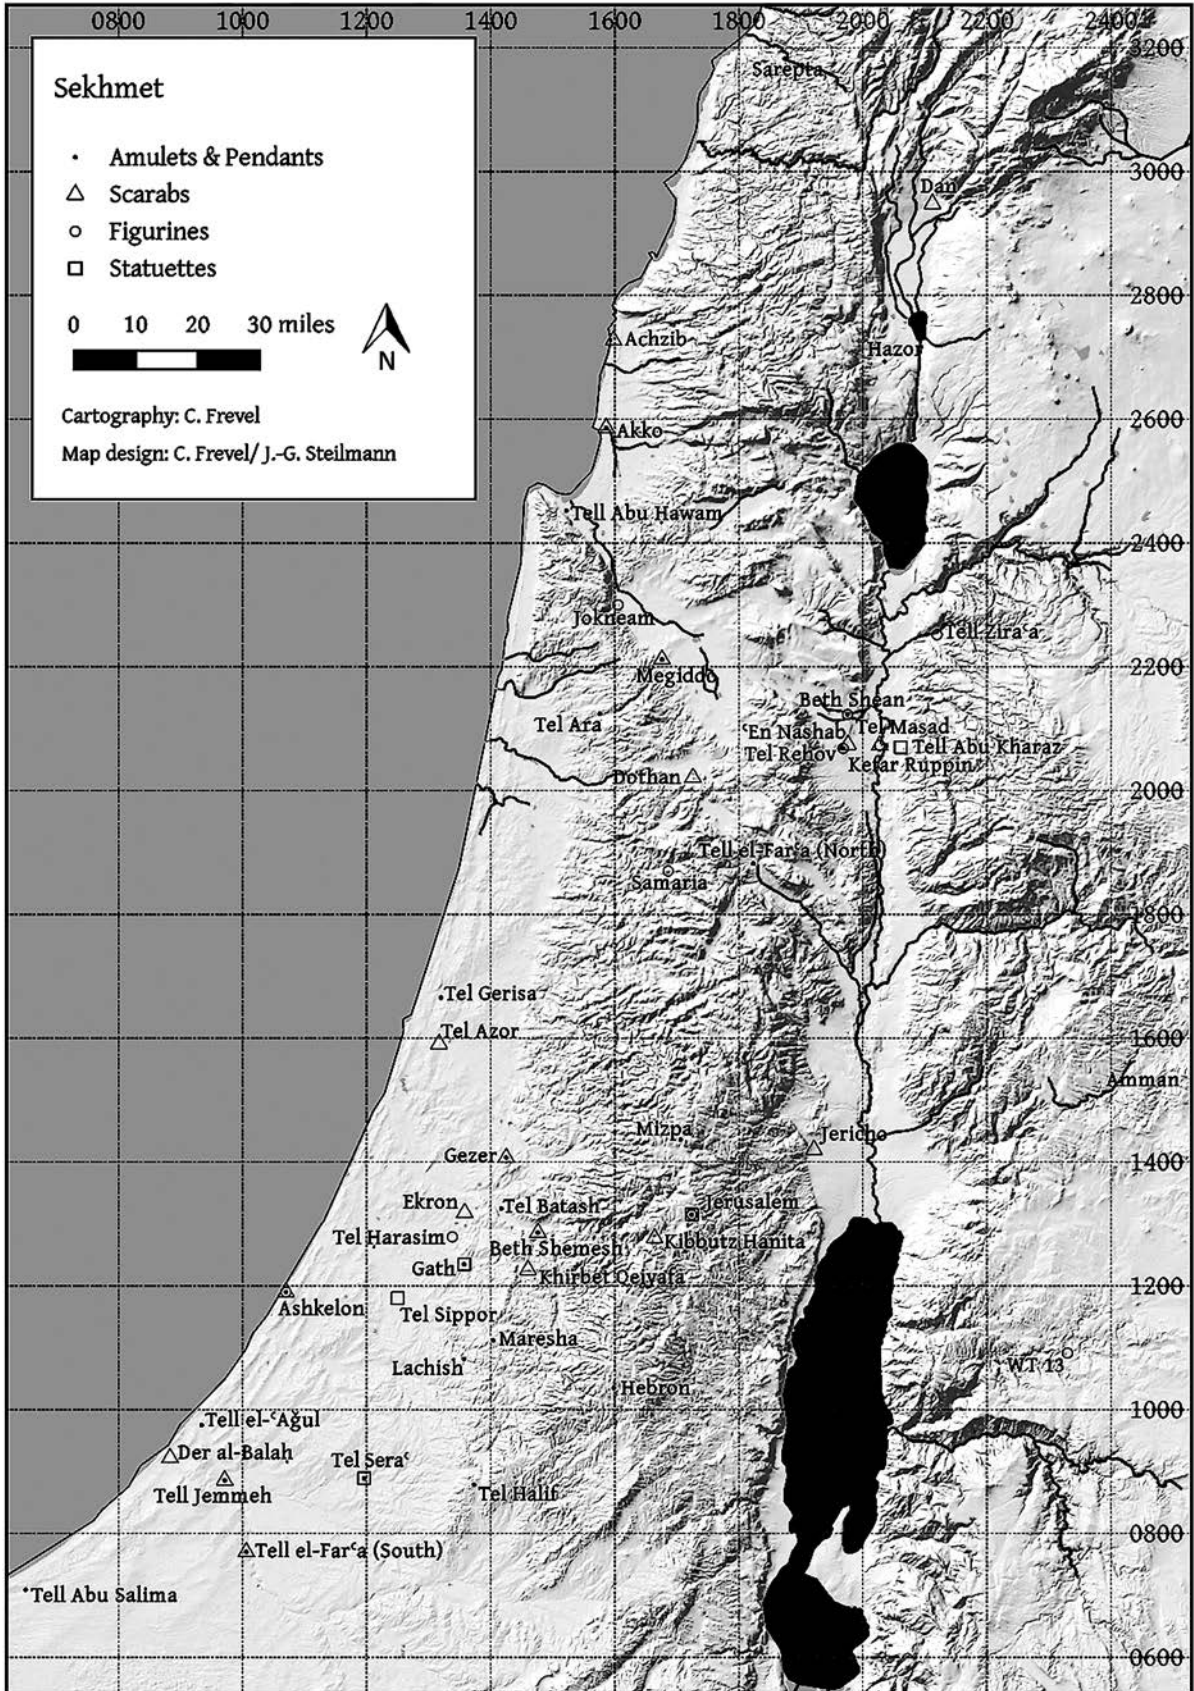 0800 1000 1200 1400 1600 1800 2000 2200 2400
3200
Sekhmet
Amulets & Pendants
Scarabs
Figurines
Statuettes
0 10 20 30 miles
N
Cartography: C. Frevel
Map design: C. Frevel/ J.-G. Steilmann
Sarepta
3000
Dan
2800
Achzib
Hazor
2600
Akko
Tell Abu Hawam
2400
Jokneam
Tell Ziraʿa
2200
Megiddo
Beth Shean
Tel Ara
ʿEn Nashab
Tel Masad
Tel Rehov
Tell Abu Kharaz
Kefar Ruppin
Dothan
2000
Tell el-Farʿa (North)
Samaria
1800
Tel Gerisa
Tel Azor
1600
Amman
Mizpa
Jericho
Gezer
1400
Ekron
Tel Batash
Jerusalem
Tel Harasim
Beth Shemesh
Kibbutz Hanita
Gath
Khirbet Qeiyafa
Ashkelon
1200
Tel Sippor
Maresha
Lachish
WT 13
Hebron
Tell el-ʿAǧul
1000
Der al-Balaḥ
Tel Seraʿ
Tell Jemmeh
Tel Halif
0800
Tell el-Farʿa (South)
Tell Abu Salima
0600